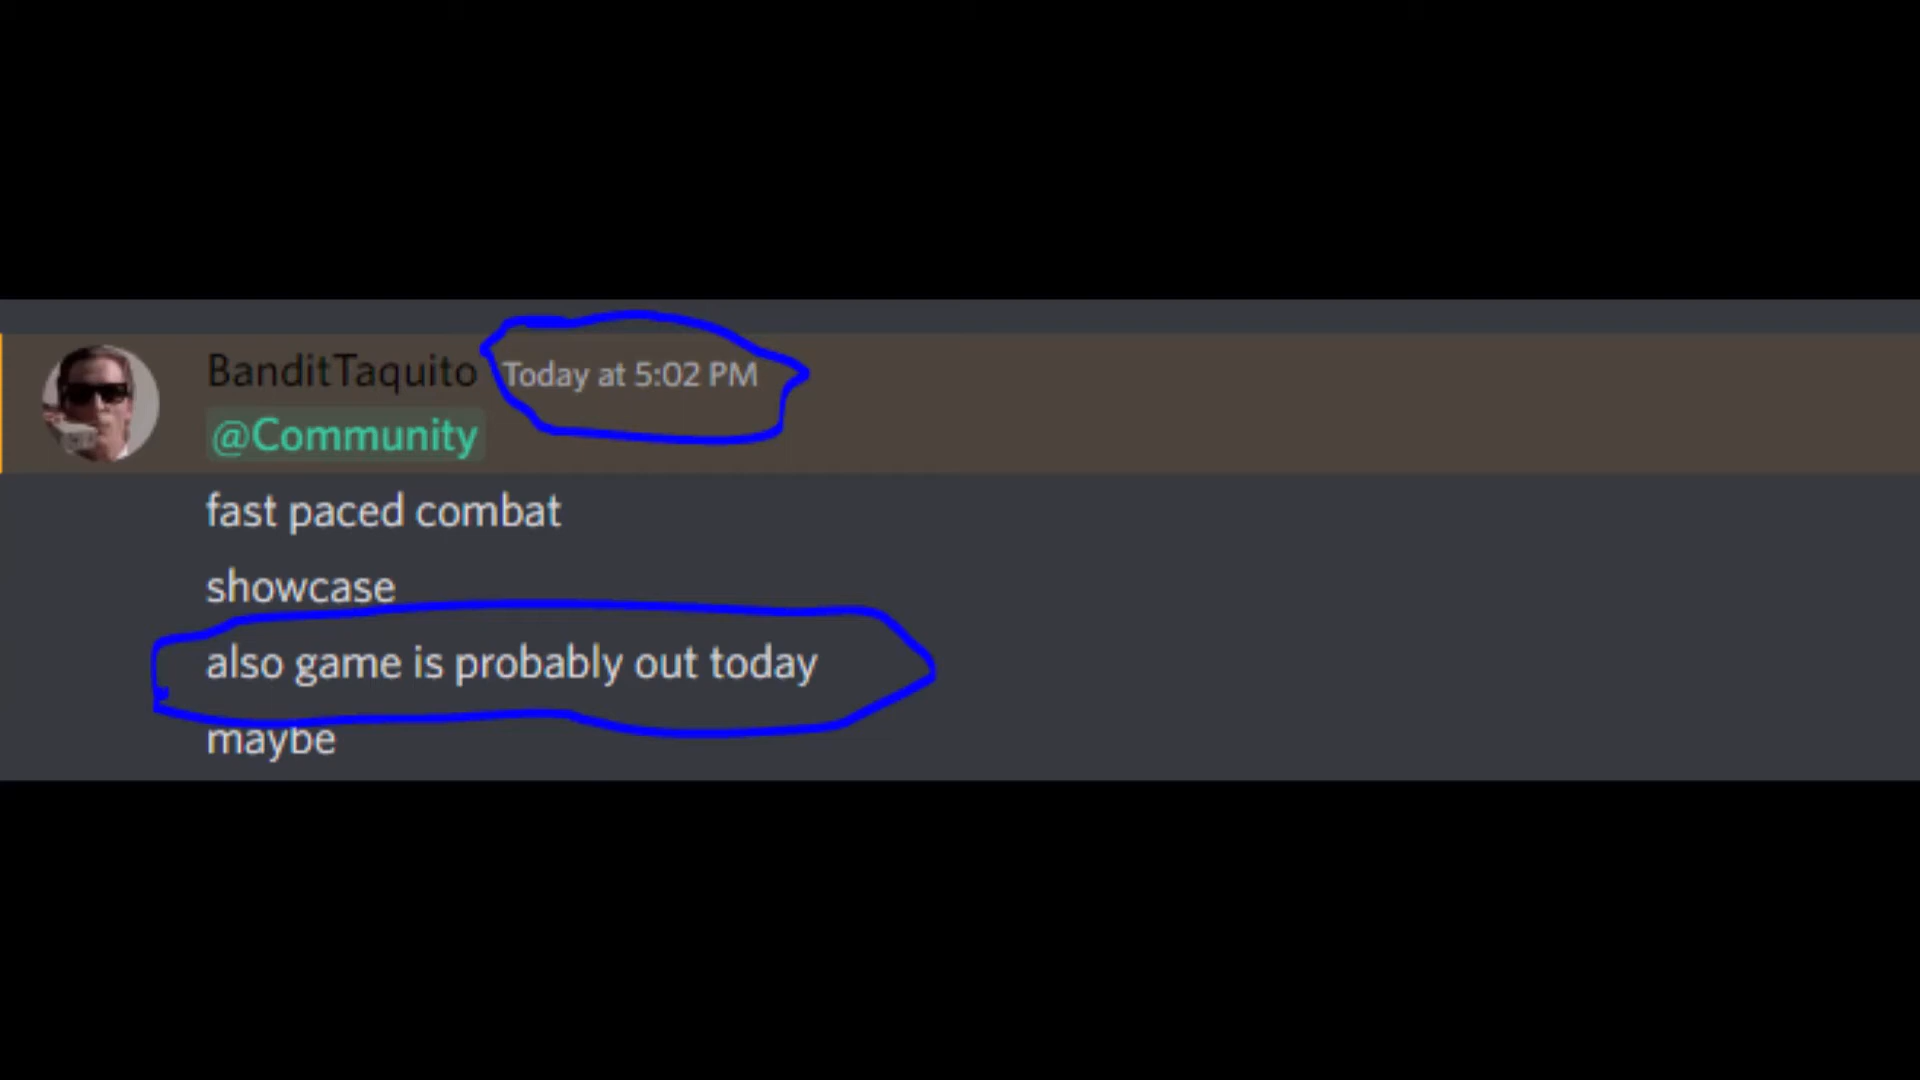 BanditTaquito Today at 5:02 PM
@Community
fast paced combat
showcase
also game is probably out today
maybe